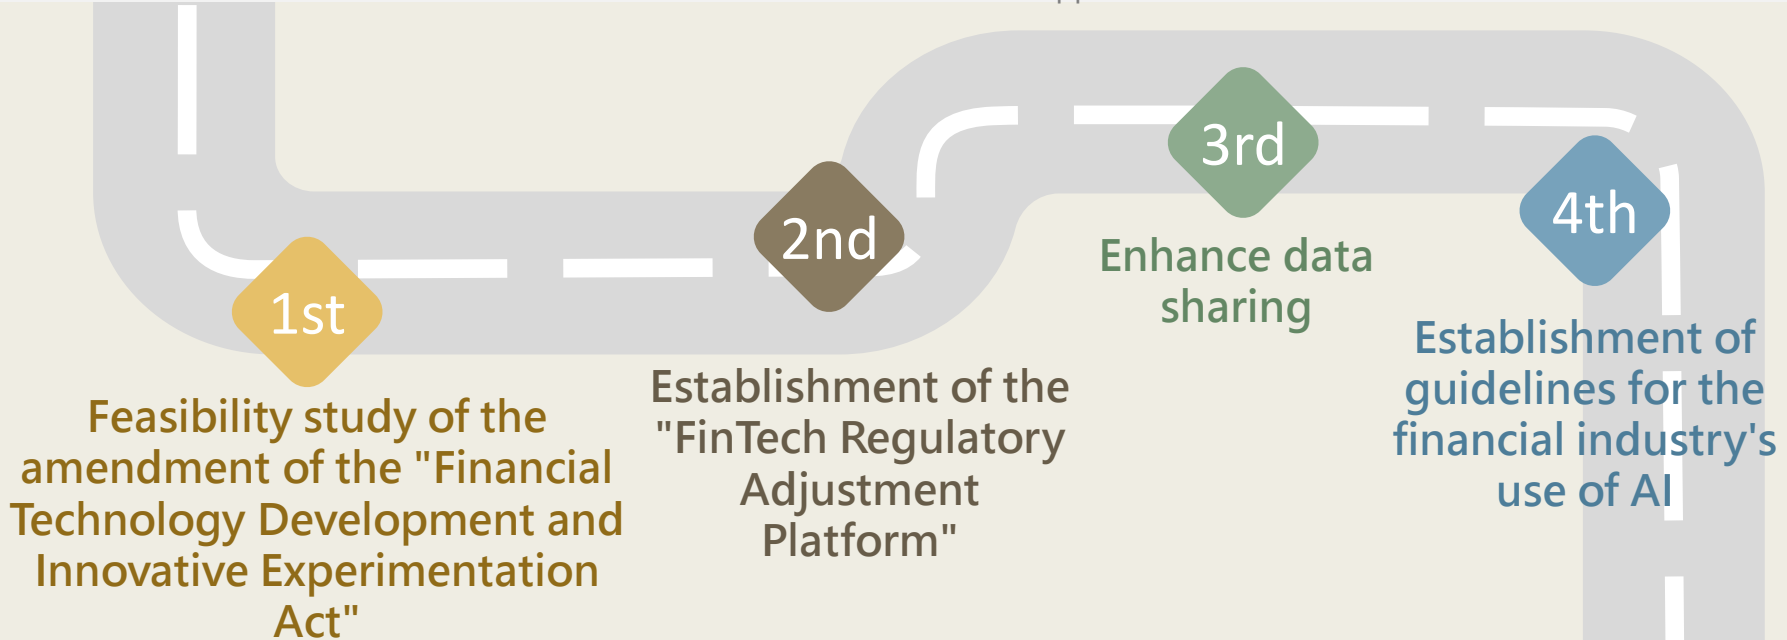 1st
Feasibility study of the
amendment of the "Financial
Technology Development and
Innovative Experimentation
Act"
2nd
Establishment of the
"FinTech Regulatory
Adjustment
Platform"
3rd
Enhance data
sharing
4th
Establishment of
guidelines for the
financial industry's
use of AI